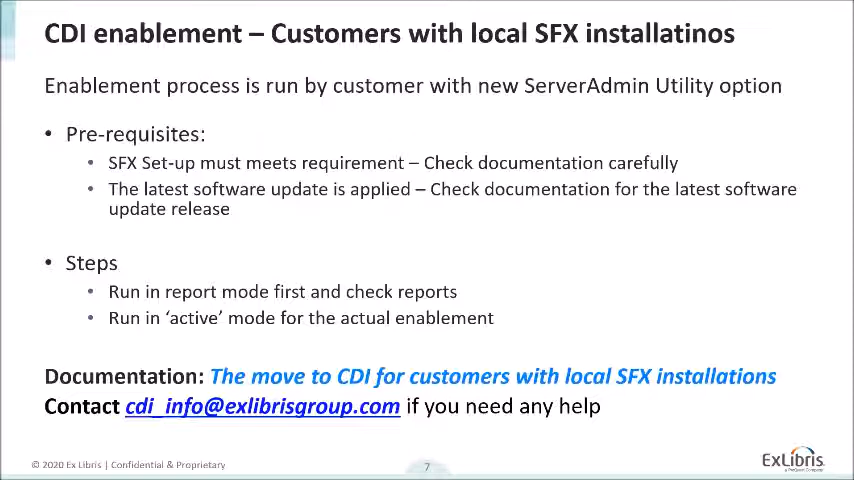 CDI enablement – Customers with local SFX installatinos
Enablement process is run by customer with new ServerAdmin Utility option
• Pre-requisites:
• SFX Set-up must meets requirement – Check documentation carefully
• The latest software update is applied – Check documentation for the latest software
update release
• Steps
• Run in report mode first and check reports
• Run in ‘active’ mode for the actual enablement
Documentation: The move to CDI for customers with local SFX installations
Contact cdi_info@exlibrisgroup.com if you need any help
© 2020 Ex Libris | Confidential & Proprietary
7
ExLibris
a ProQuest Company